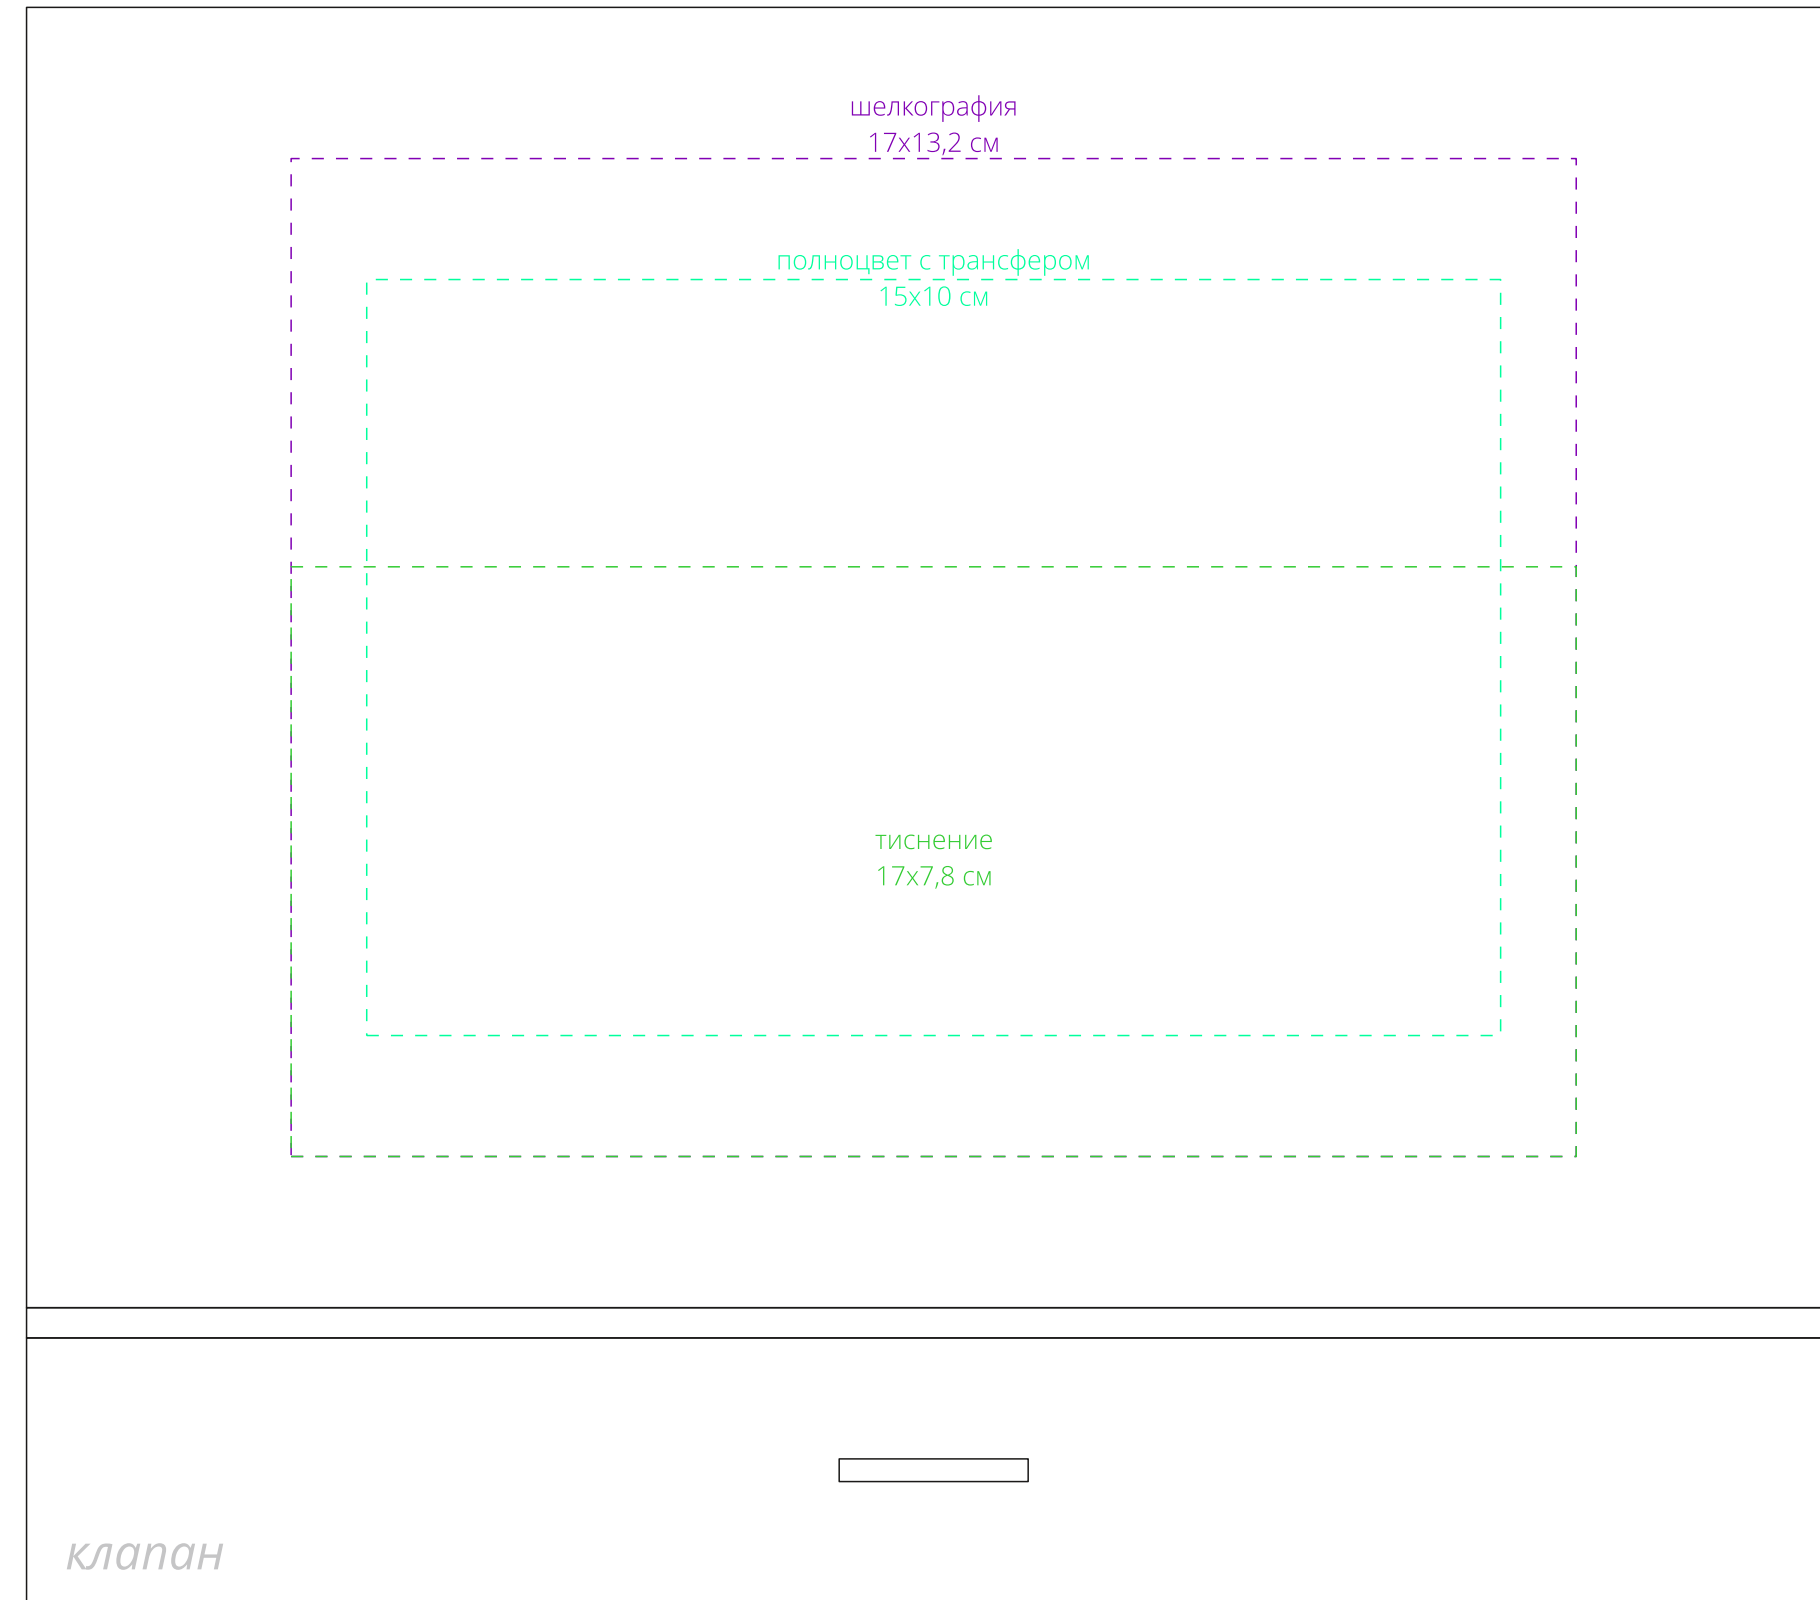 шелкография
17х13,2 см
полноцвет с трансфером
15х10 см
тиснение
17х7,8 см
клапан